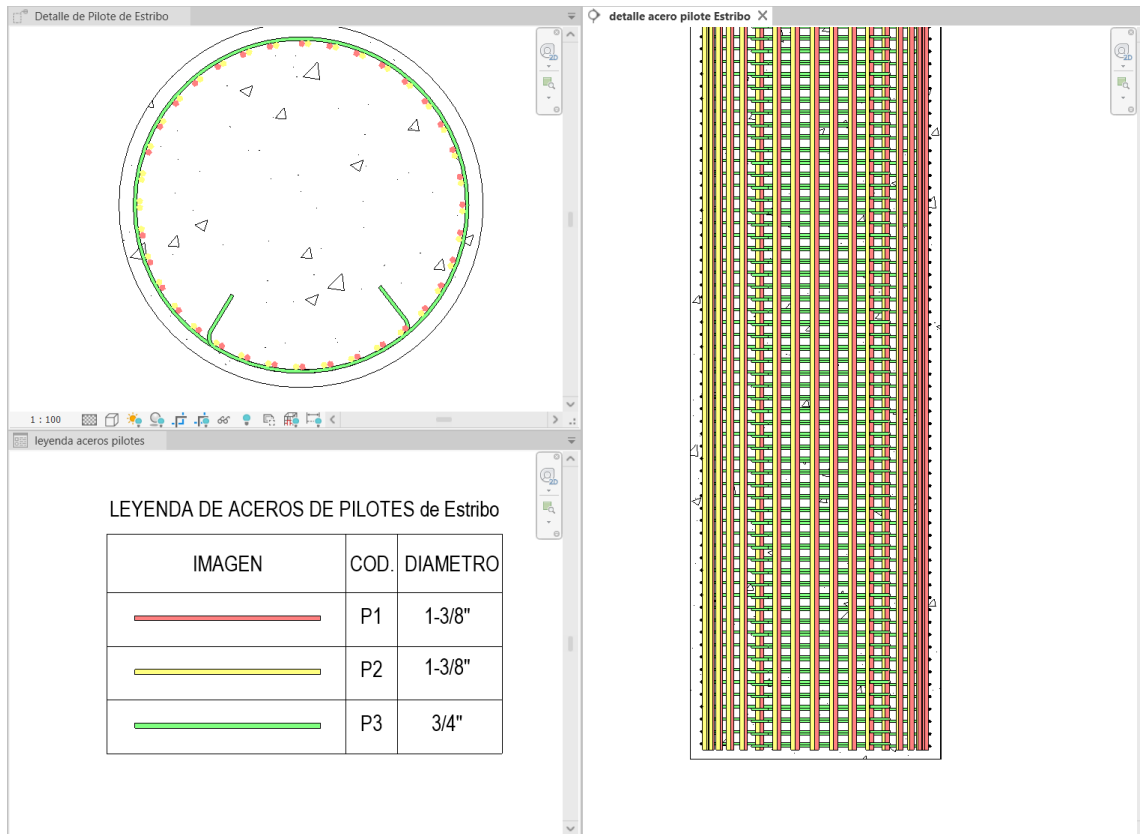 Detalle de Pilote de Estribo
1 : 100
leyenda aceros pilotes
LEYENDA DE ACEROS DE PILOTES de Estribo
IMAGEN COD. DIAMETRO
P1 1-3/8"
P2 1-3/8"
P3 3/4"
detalle acero pilote Estribo